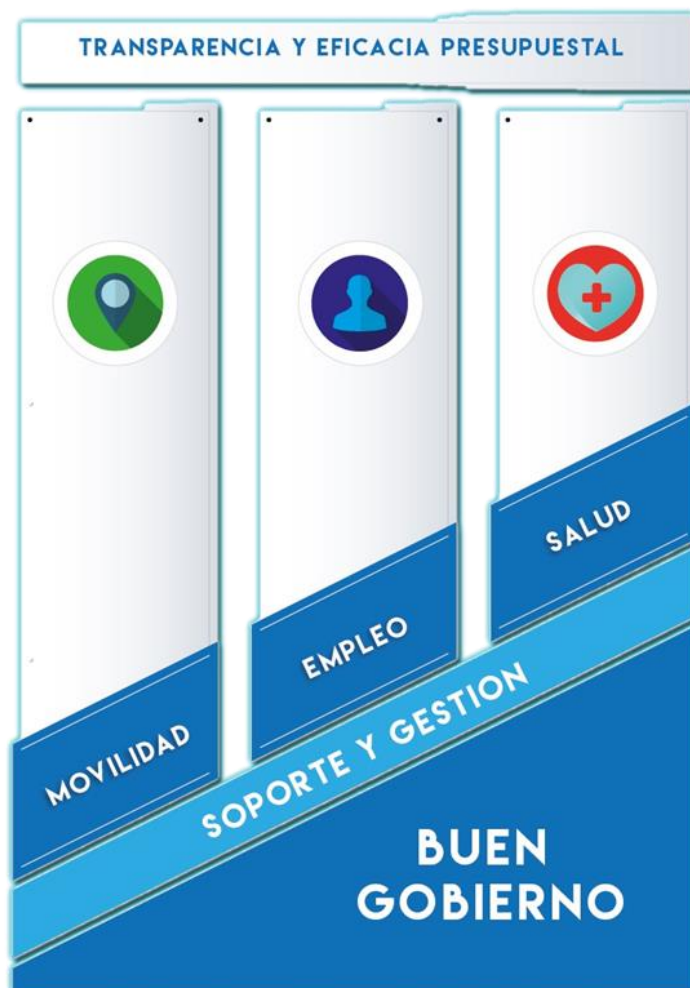 TRANSPARENCIA Y EFICACIA PRESUPUESTAL
MOVILIDAD
EMPLEO
SALUD
SOPORTE Y GESTION
BUEN
GOBIERNO